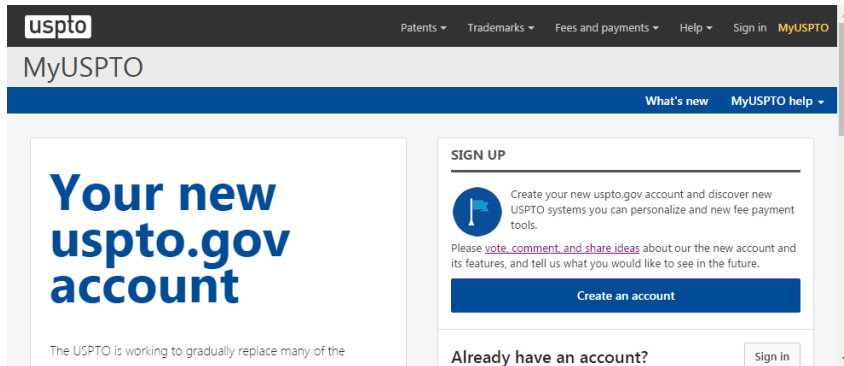 uspto Patents Trademarks Fees and payments Help Sign in MyUSPTO
MyUSPTO
What's new MyUSPTO help
Your new
uspto.gov
account
The USPTO is working to gradually replace many of the
SIGN UP
Create your new uspto.gov account and discover new
USPTO systems you can personalize and new fee payment
tools.
Please vote, comment, and share ideas about our the new account and
its features, and tell us what you would like to see in the future.
Create an account
Already have an account? Sign in